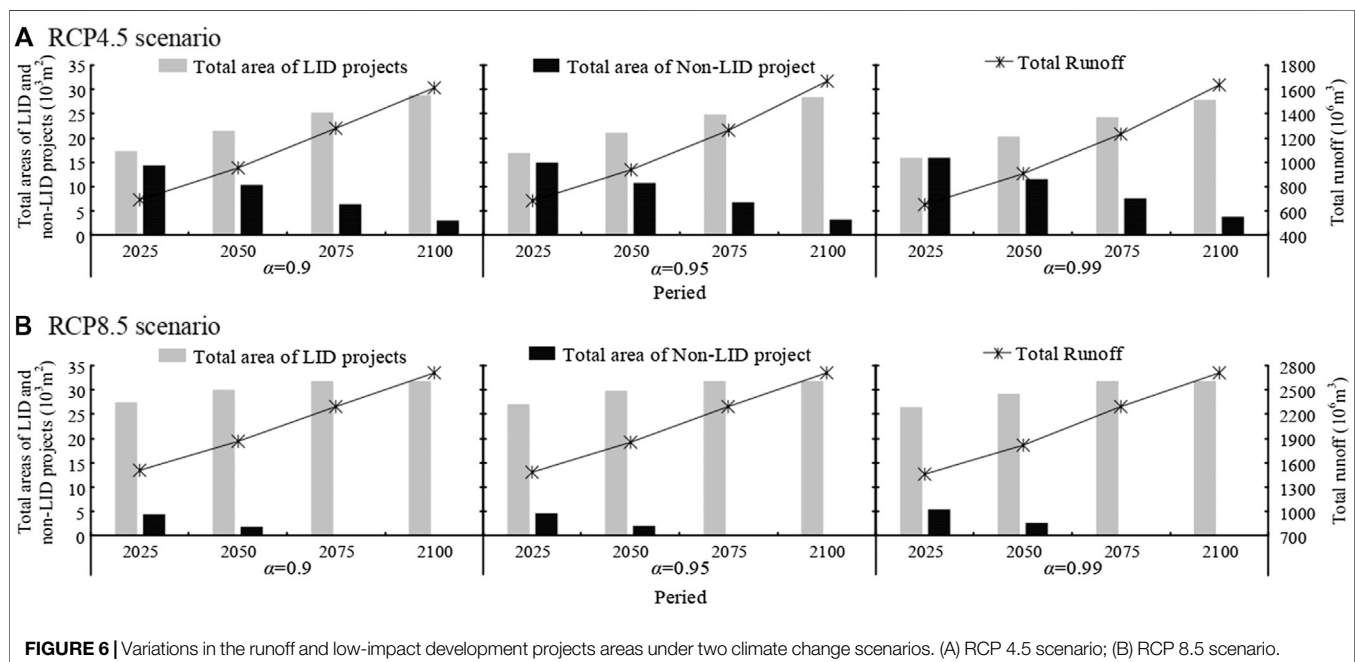 A RCP4.5 scenario
Total areas of LID and
non-LID projects (10³m²)
35
30
25
20
15
10
5
0
Total area of LID projects
Total area of Non-LID project
Total Runoff
1800
1600
1400
1200
1000
800
600
400
Total runoff (10⁶m³)
2025 2050 2075 2100 2025 2050 2075 2100 2025 2050 2075 2100
α=0.9 α=0.95 α=0.99
Peried
B RCP8.5 scenario
Total areas of LID and
non-LID projects (10³m²)
35
30
25
20
15
10
5
0
Total area of LID projects
Total area of Non-LID project
Total Runoff
2800
2500
2200
1900
1600
1300
1000
700
Total runoff (10⁶m³)
2025 2050 2075 2100 2025 2050 2075 2100 2025 2050 2075 2100
α=0.9 α=0.95 α=0.99
Peried
FIGURE 6 | Variations in the runoff and low-impact development projects areas under two climate change scenarios. (A) RCP 4.5 scenario; (B) RCP 8.5 scenario.